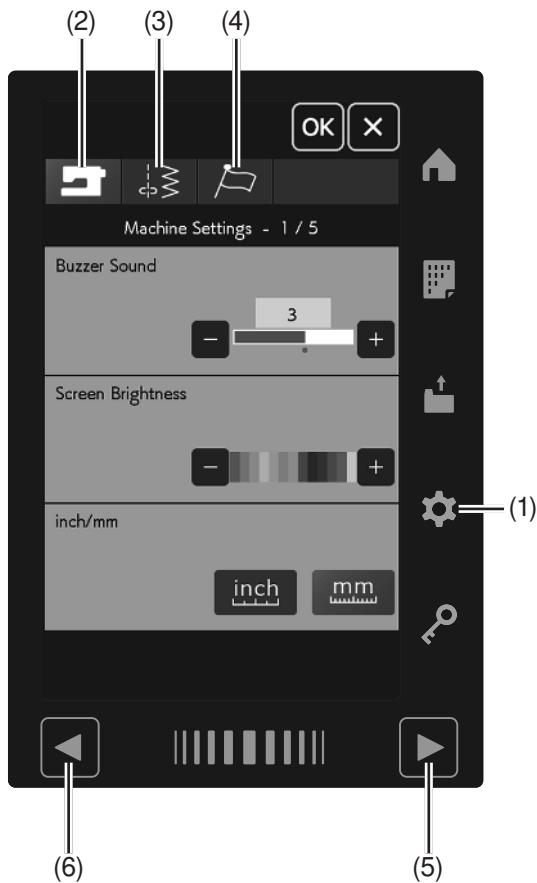 (2) (3) (4)
OK
Machine Settings - 1 / 5
Buzzer Sound
3
− +
Screen Brightness
− +
(1)
inch/mm
inch mm
(6) (5)